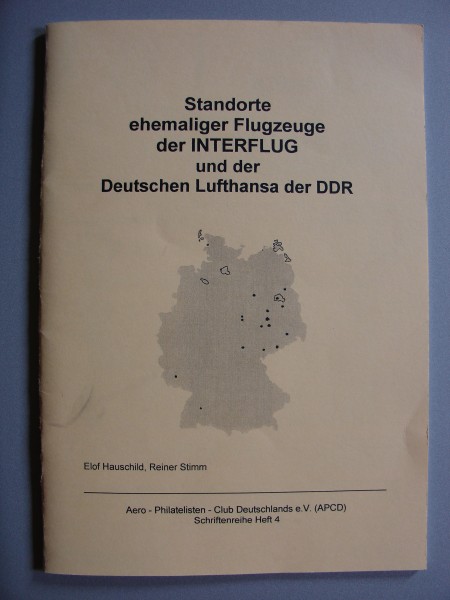 Standorte
ehemaliger Flugzeuge
der INTERFLUG
und der
Deutschen Lufthansa der DDR
Elof Hauschild, Reiner Stimm
Aero - Philatelisten - Club Deutschlands e.V. (APCD)
Schriftenreihe Heft 4